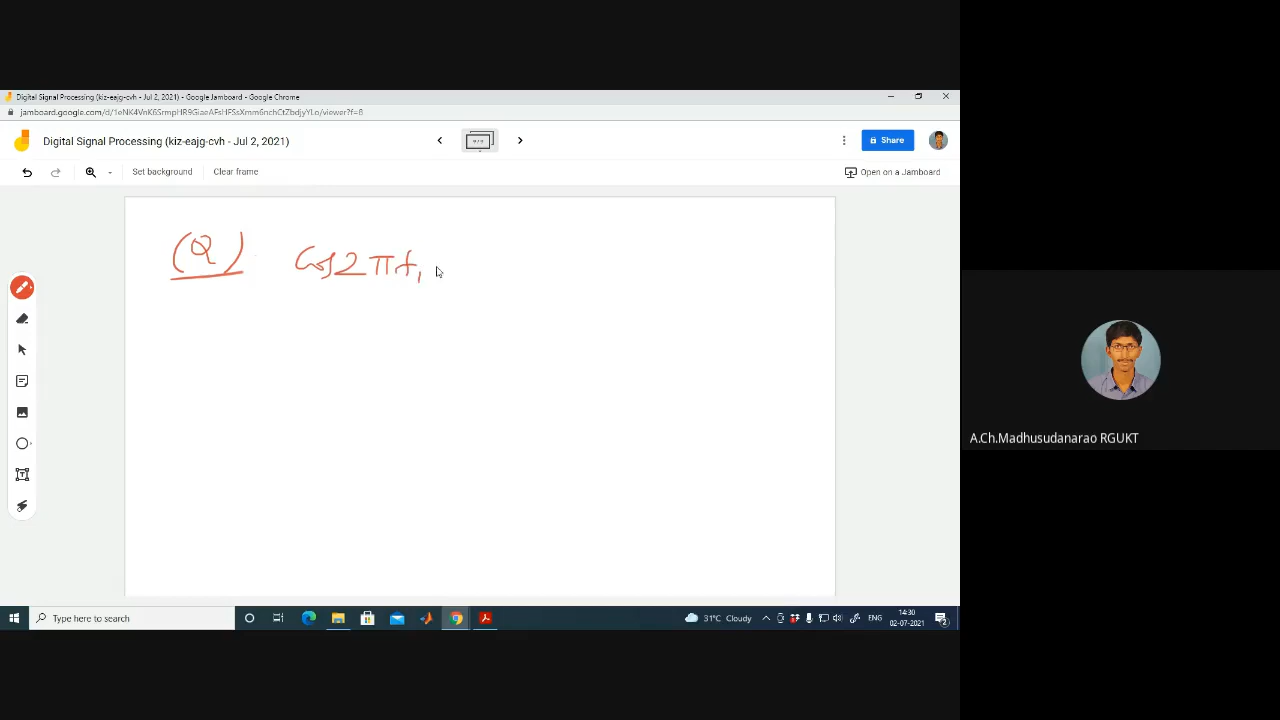 Digital Signal Processing (kiz-eajg-cvh - Jul 2, 2021) - Google Jamboard - Google Chrome
Digital Signal Processing (kiz-eajg-cvh - Jul 2, 2021)
Share
Set background
Clear frame
Open on a Jamboard
(Q) Cos2πf₁
A.Ch.Madhusudanarao RGUKT
Type here to search
31°C Cloudy
ENG
14:30
02-07-2021
2